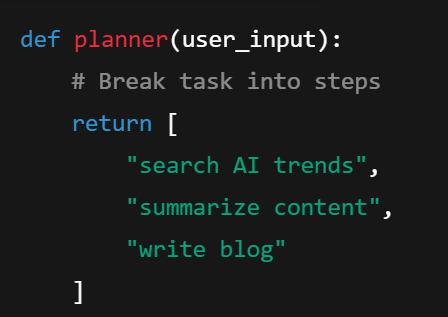 def planner(user_input):
    # Break task into steps
    return [
        "search AI trends",
        "summarize content",
        "write blog"
    ]